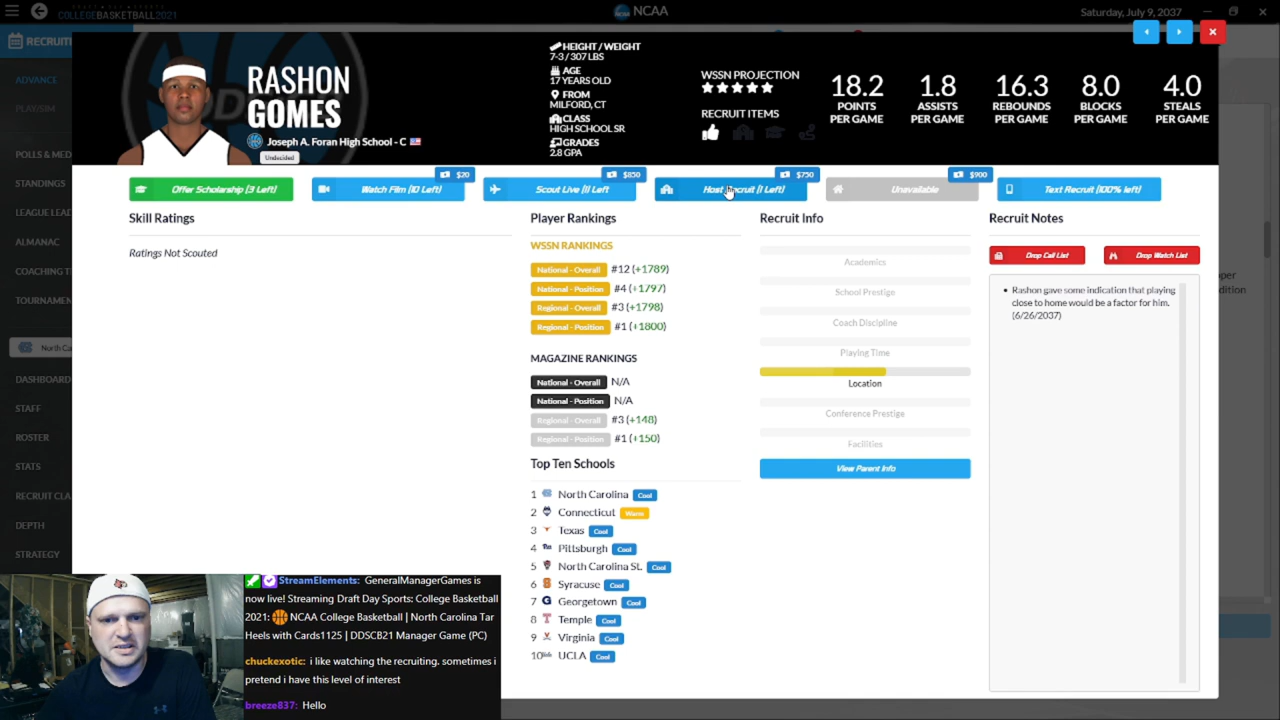 COLLEGEBASKETBALL2021
NCAA
Saturday, July 9, 2037
RECRUIT
ADVANCE
PLAY/SIM
POLLS & MED
STANDINGS
LEAGUE LEAD
ALMANAC
COACHING T
TOURNAMEN
North Ca
DASHBOARD
STAFF
ROSTER
STATS
RECRUIT CLA
DEPTH
STRATEGY
RASHON
GOMES
Joseph A. Foran High School - C
Undecided
HEIGHT / WEIGHT
7-3 / 307 LBS
AGE
17 YEARS OLD
FROM
MILFORD, CT
CLASS
HIGH SCHOOL SR
GRADES
2.8 GPA
WSSN PROJECTION
RECRUIT ITEMS
18.2
POINTS
PER GAME
1.8
ASSISTS
PER GAME
16.3
REBOUNDS
PER GAME
8.0
BLOCKS
PER GAME
4.0
STEALS
PER GAME
$20
$850
$750
$900
Offer Scholarship (3 Left)
Watch Film (10 Left)
Scout Live (11 Left
Host Recruit (1 Left)
Unavailable
Text Recruit (100% left)
Skill Ratings
Ratings Not Scouted
Player Rankings
WSSN RANKINGS
National - Overall #12 (+1789)
National - Position #4 (+1797)
Regional - Overall #3 (+1798)
Regional - Position #1 (+1800)
MAGAZINE RANKINGS
National - Overall N/A
National - Position N/A
Regional - Overall #3 (+148)
Regional - Position #1 (+150)
Top Ten Schools
1 North Carolina Cool
2 Connecticut Warm
3 Texas Cool
4 Pittsburgh Cool
5 North Carolina St. Cool
6 Syracuse Cool
7 Georgetown Cool
8 Temple Cool
9 Virginia Cool
10 UCLA Cool
Recruit Info
Academics
School Prestige
Coach Discipline
Playing Time
Location
Conference Prestige
Facilities
View Parent Info
Recruit Notes
Drop Call List
Drop Watch List
Rashon gave some indication that playing
close to home would be a factor for him.
(6/26/2037)
per
dition
StreamElements: GeneralManagerGames is
now live! Streaming Draft Day Sports: College Basketball
2021: 🏀 NCAA College Basketball | North Carolina Tar
Heels with Cards1125 | DDSCB21 Manager Game (PC)
chuckexotic: i like watching the recruiting. sometimes i
pretend i have this level of interest
breeze837: Hello